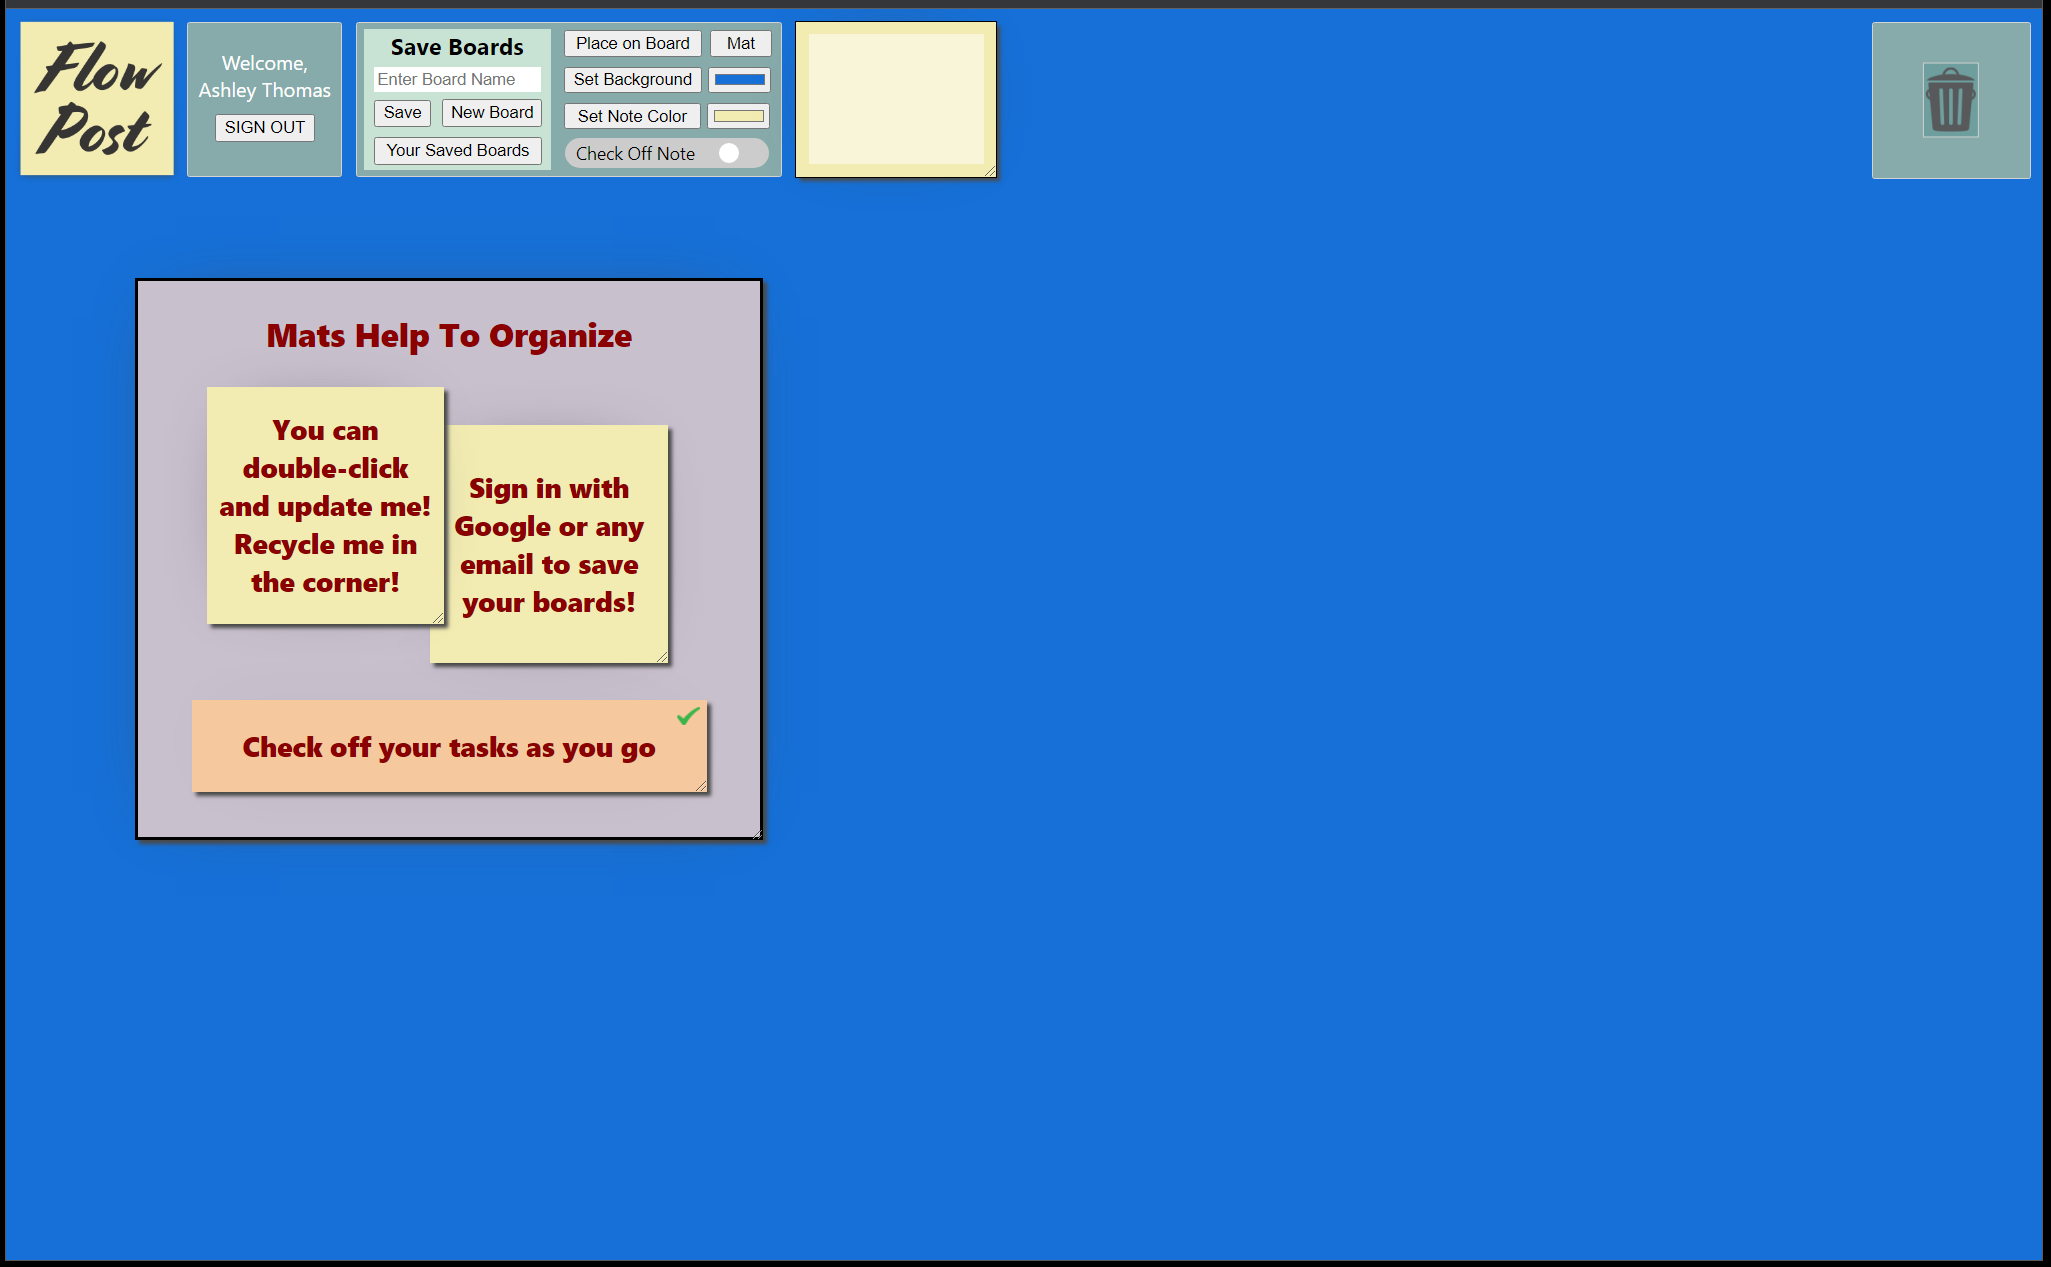 Flow
Post
Welcome,
Ashley Thomas
SIGN OUT
Save Boards
Enter Board Name
Save
New Board
Your Saved Boards
Place on Board
Mat
Set Background
Set Note Color
Check Off Note
Mats Help To Organize
You can
double-click
and update me!
Recycle me in
the corner!
Sign in with
Google or any
email to save
your boards!
Check off your tasks as you go